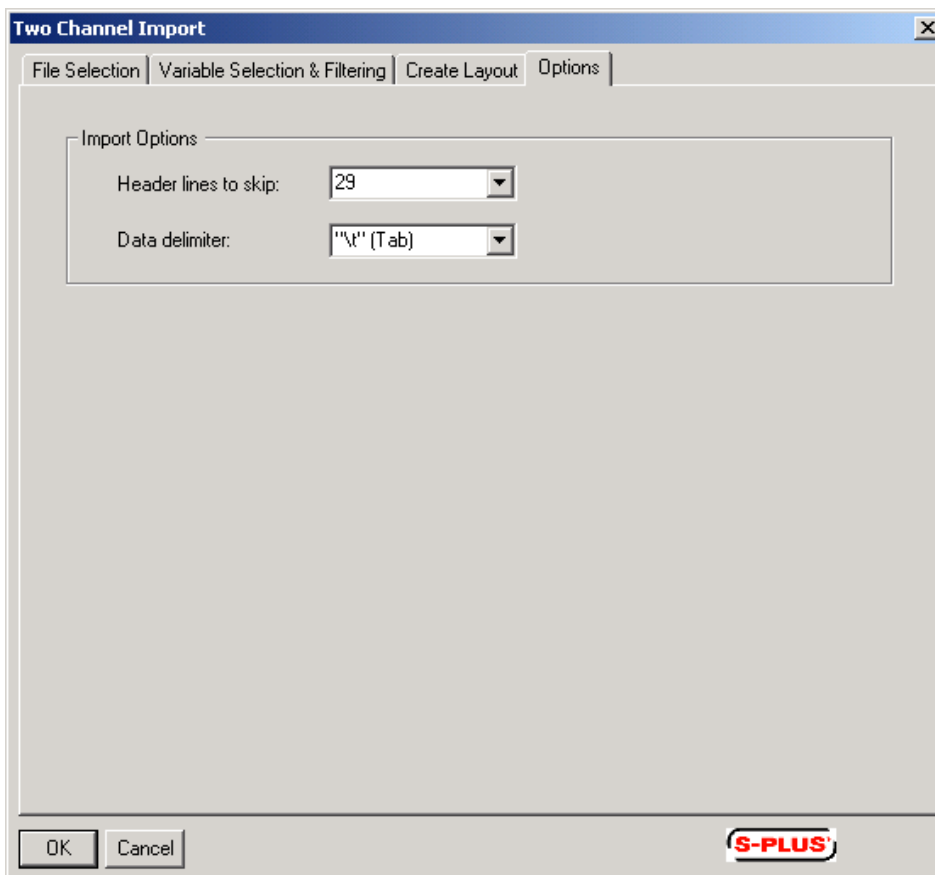 Two Channel Import
File Selection Variable Selection & Filtering Create Layout Options
Import Options
Header lines to skip: 29
Data delimiter: "\t" (Tab)
OK Cancel S-PLUS'